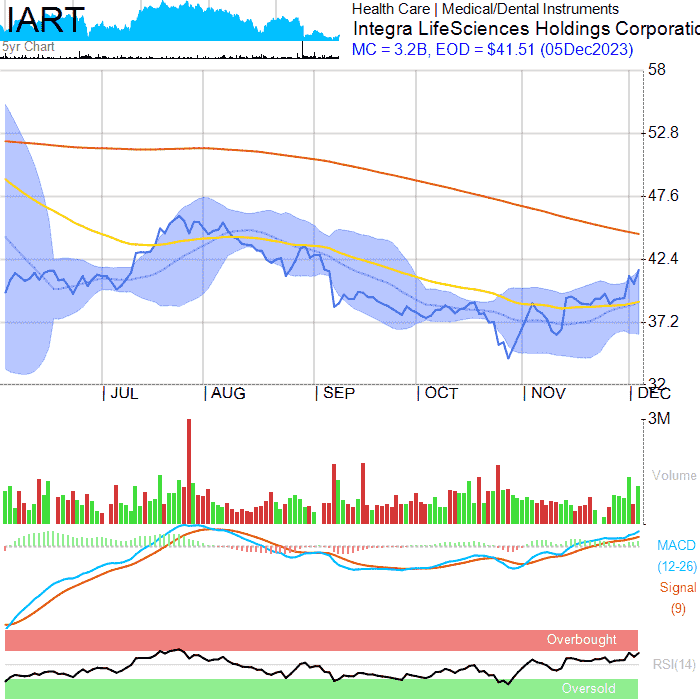 IART
Health Care | Medical/Dental Instruments
Integra LifeSciences Holdings Corporatic
5yr Chart
MC = 3.2B, EOD = $41.51 (05Dec2023)
58
52.8
47.6
42.4
37.2
32
| JUL | AUG | SEP | OCT | NOV | DEC
3M
Volume
MACD
(12-26)
Signal
(9)
Overbought
RSI(14)
Oversold